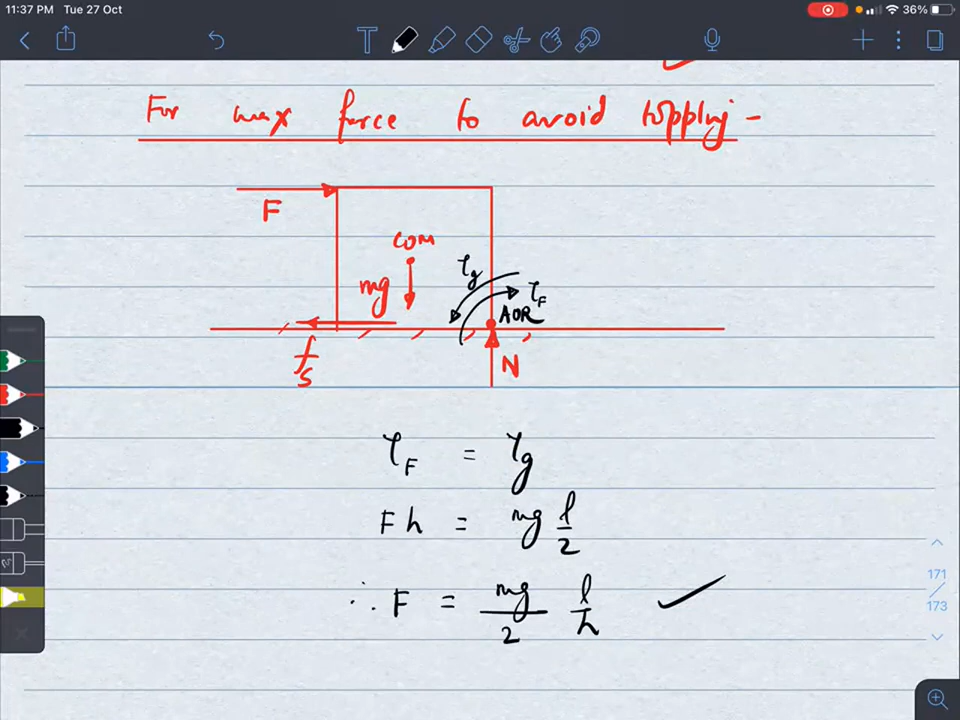 11:37 PM Tue 27 Oct 36%
For max force to avoid toppling -
F
COM
mg
τg
τF
AOR
fs
N
τF = τg
Fh = mg l/2
∴ F = mg/2 l/h
171
/
173